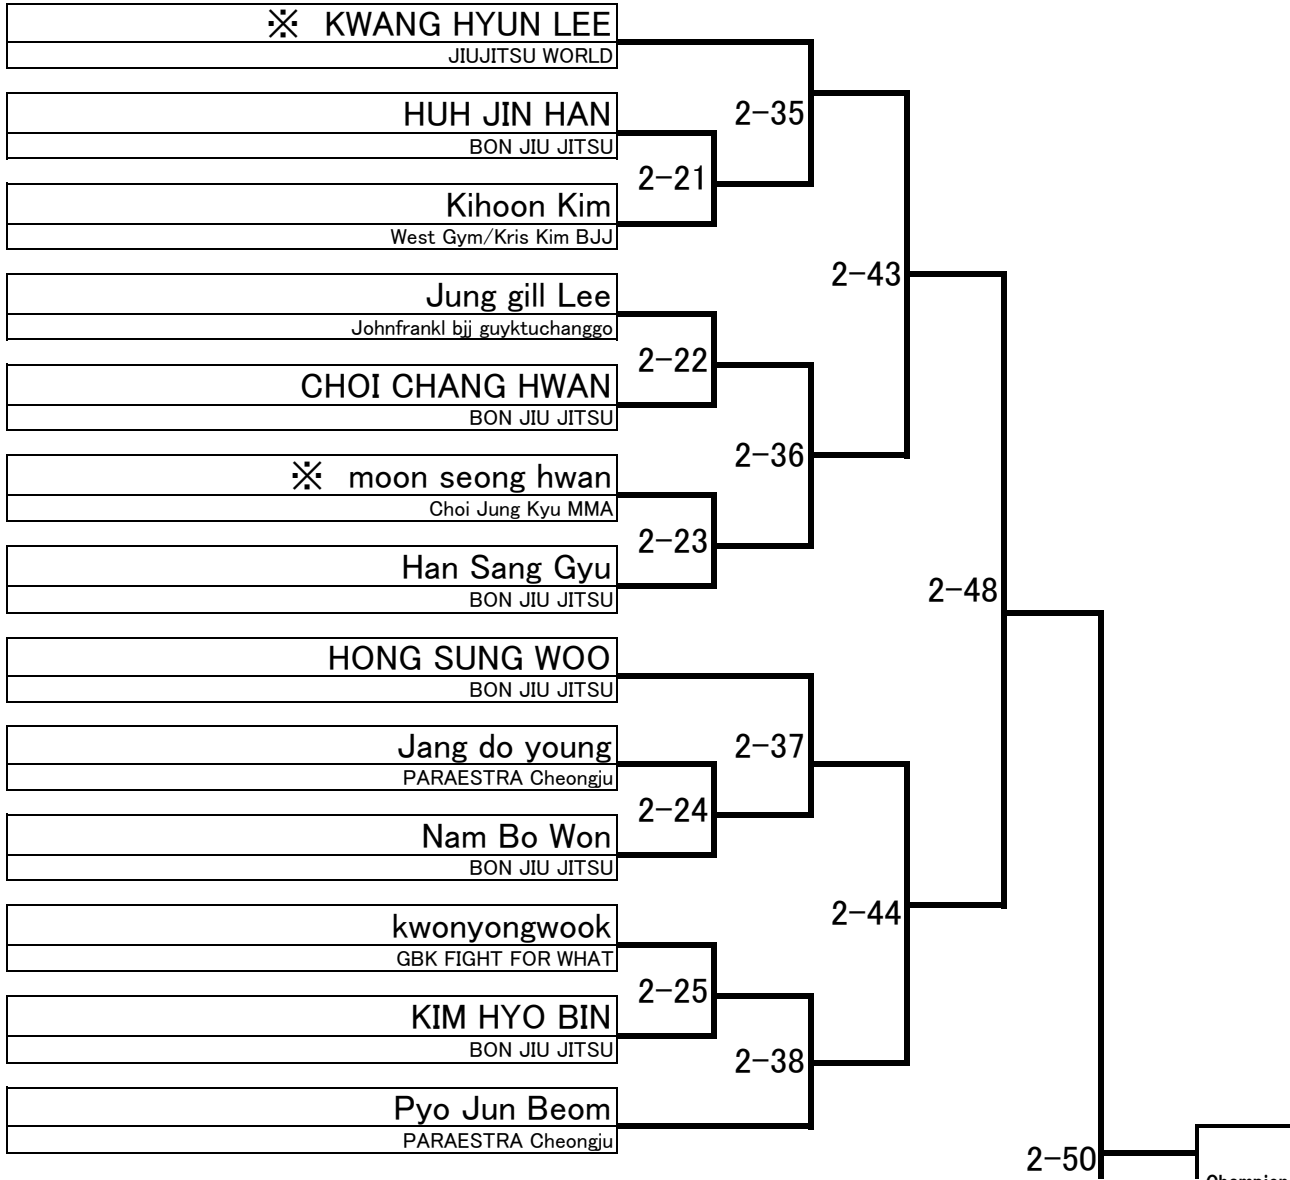 ※ KWANG HYUN LEE
JIUJITSU WORLD
HUH JIN HAN
BON JIU JITSU
2-35
2-21
Kihoon Kim
West Gym/Kris Kim BJJ
2-43
Jung gill Lee
Johnfrankl bjj guyktuchanggo
2-22
CHOI CHANG HWAN
BON JIU JITSU
2-36
※ moon seong hwan
Choi Jung Kyu MMA
2-23
Han Sang Gyu
BON JIU JITSU
2-48
HONG SUNG WOO
BON JIU JITSU
2-37
Jang do young
PARAESTRA Cheongju
2-24
Nam Bo Won
BON JIU JITSU
2-44
kwonyongwook
GBK FIGHT FOR WHAT
2-25
KIM HYO BIN
BON JIU JITSU
2-38
Pyo Jun Beom
PARAESTRA Cheongju
2-50